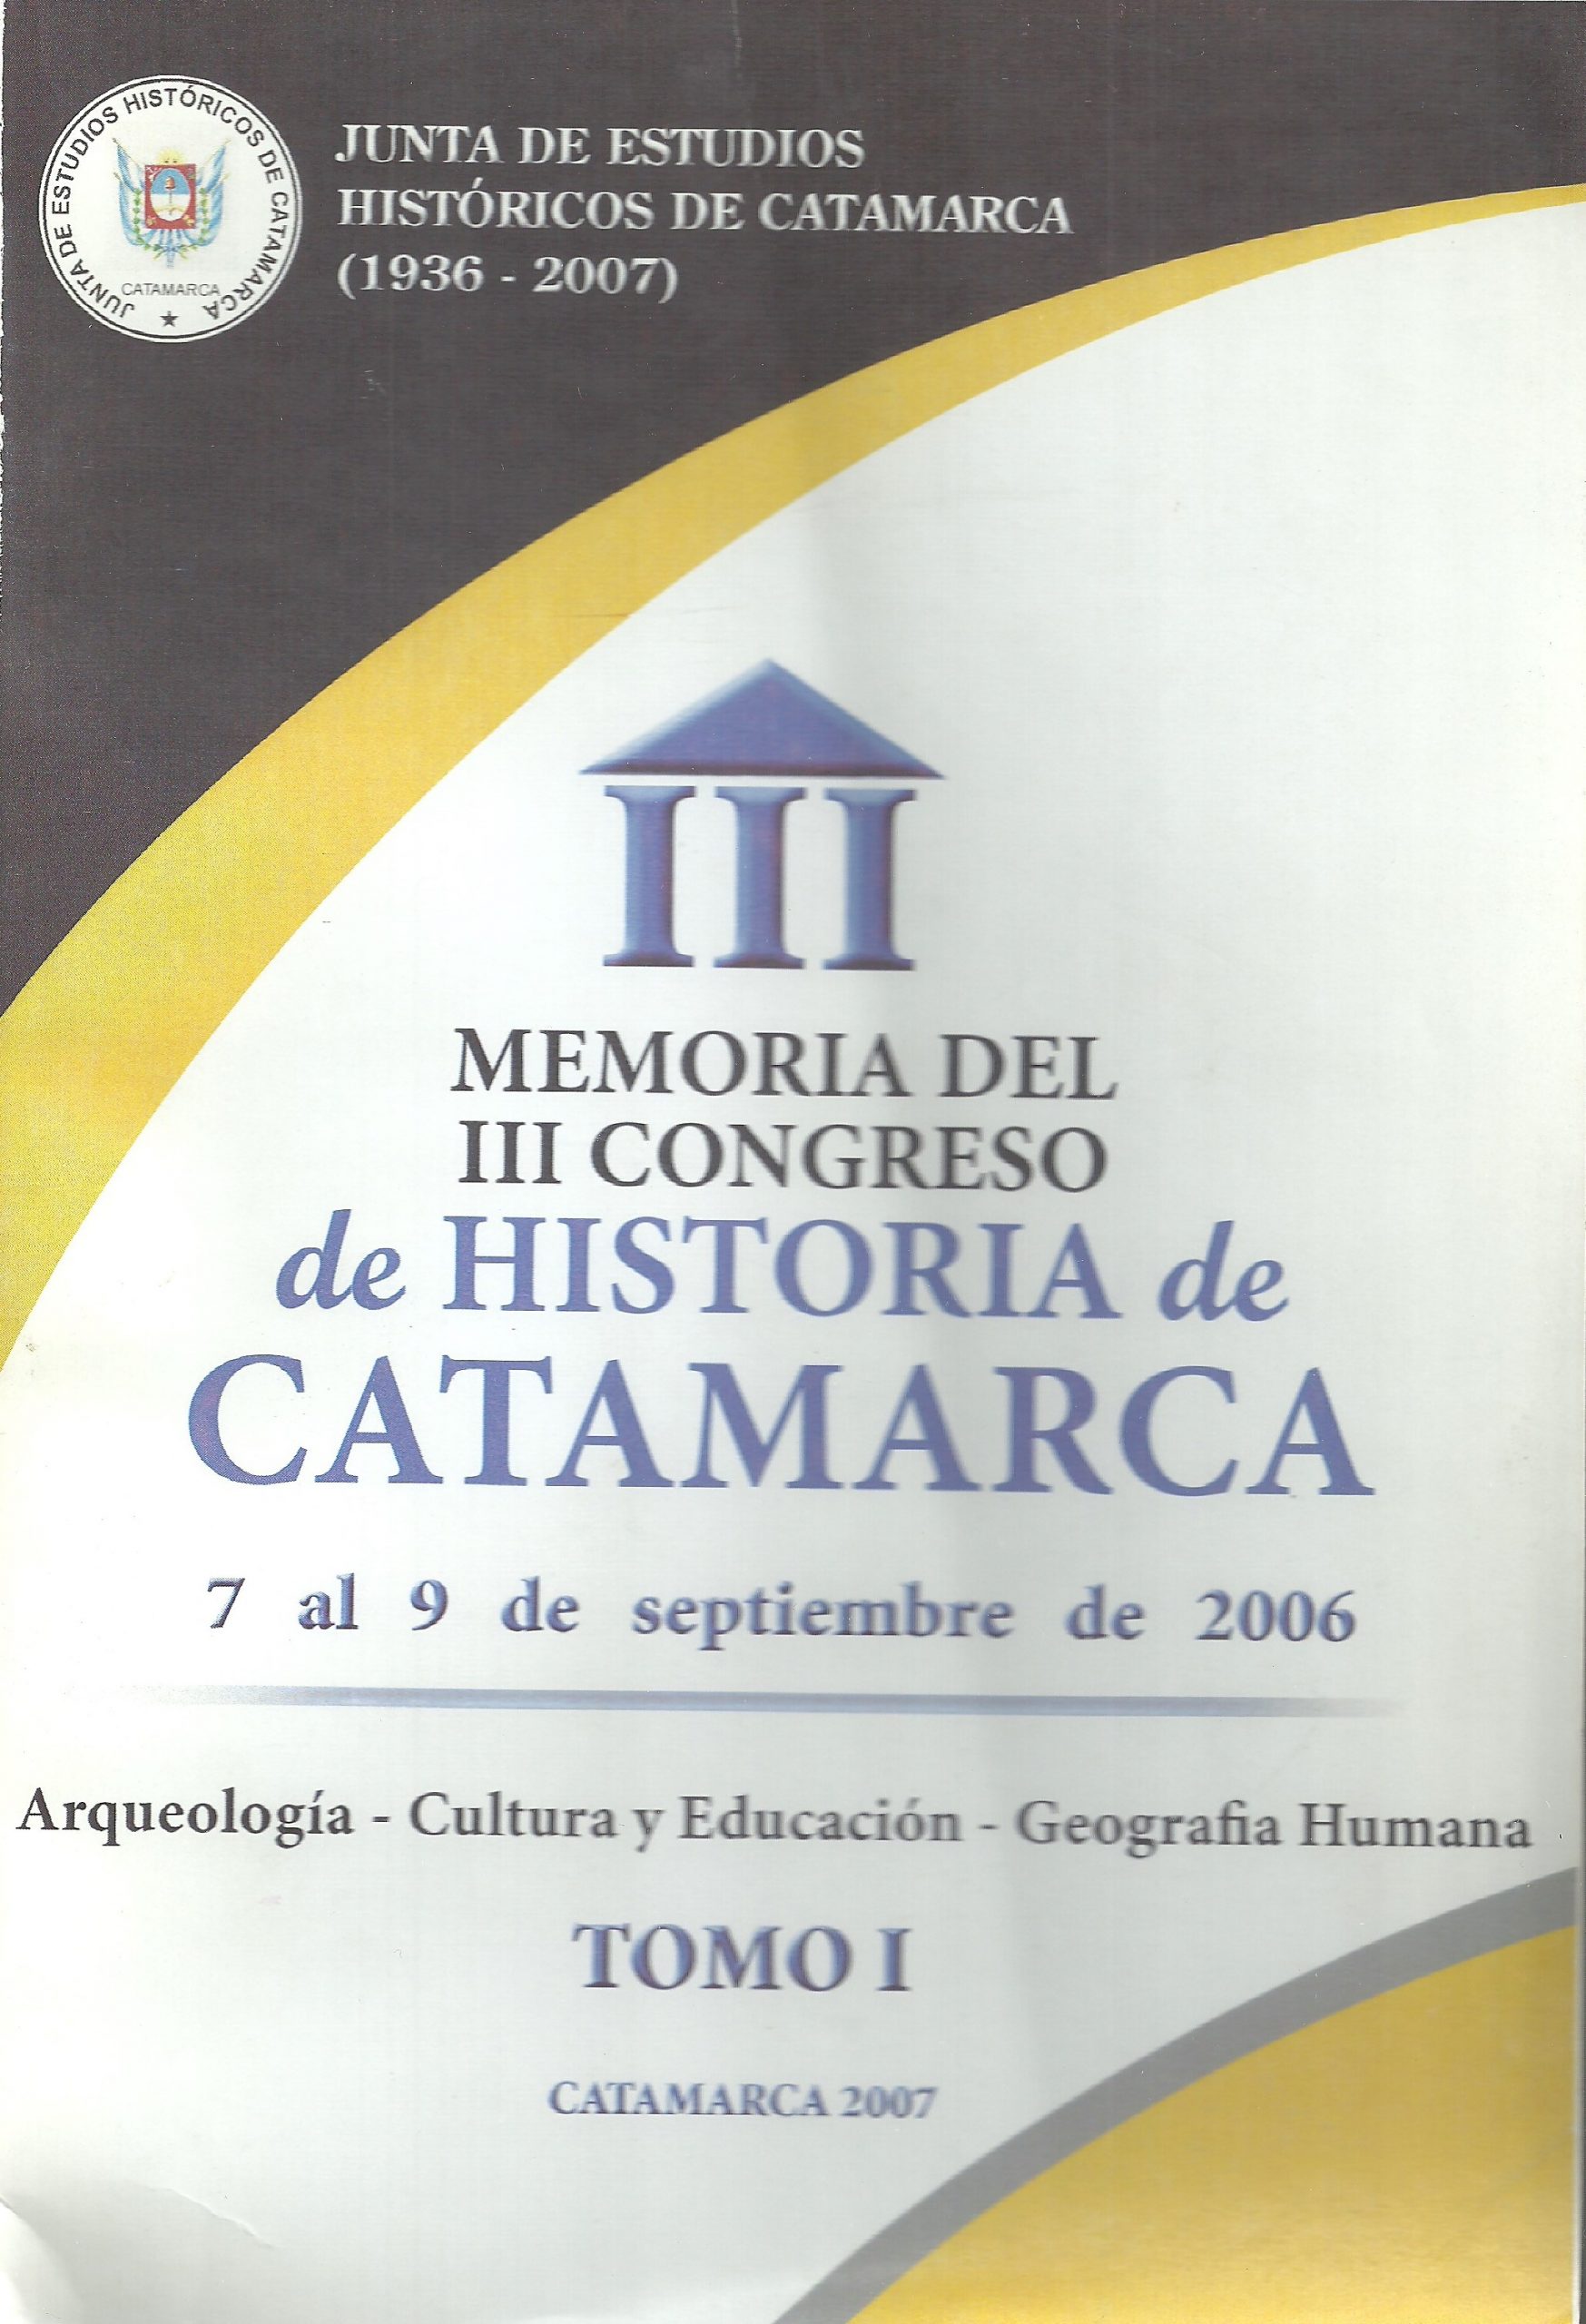 JUNTA DE ESTUDIOS HISTÓRICOS DE CATAMARCA
CATAMARCA
JUNTA DE ESTUDIOS
HISTÓRICOS DE CATAMARCA
(1936 - 2007)
III
MEMORIA DEL
III CONGRESO
de HISTORIA de
CATAMARCA
7 al 9 de septiembre de 2006
Arqueología - Cultura y Educación - Geografia Humana
TOMO I
CATAMARCA 2007